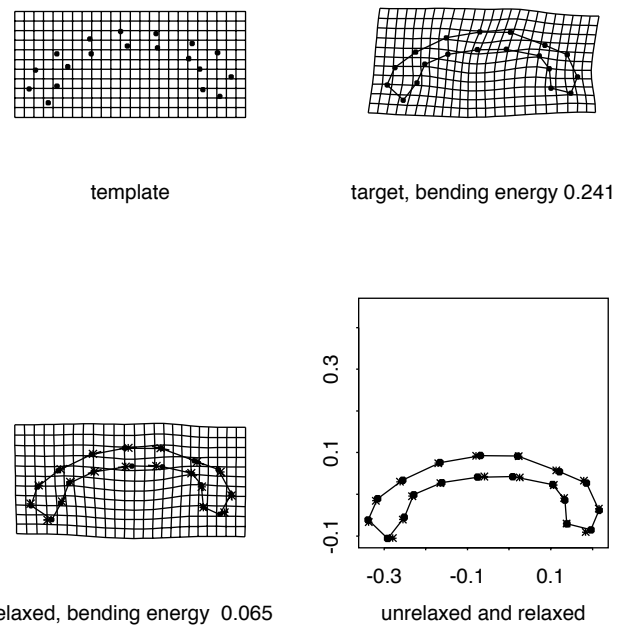 template
target, bending energy 0.241
elaxed, bending energy 0.065
0.3
0.1
-0.1
-0.3 -0.1 0.1
unrelaxed and relaxed